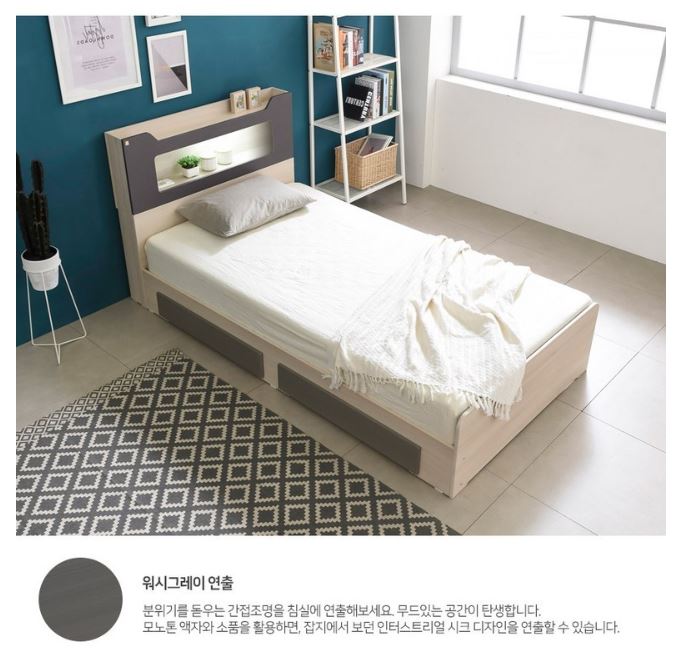 워시그레이 연출
분위기를 돋우는 간접조명을 침실에 연출해보세요. 무드있는 공간이 탄생합니다.
모노톤 액자와 소품을 활용하면, 잡지에서 보던 인더스트리얼 시크 디자인을 연출할 수 있습니다.